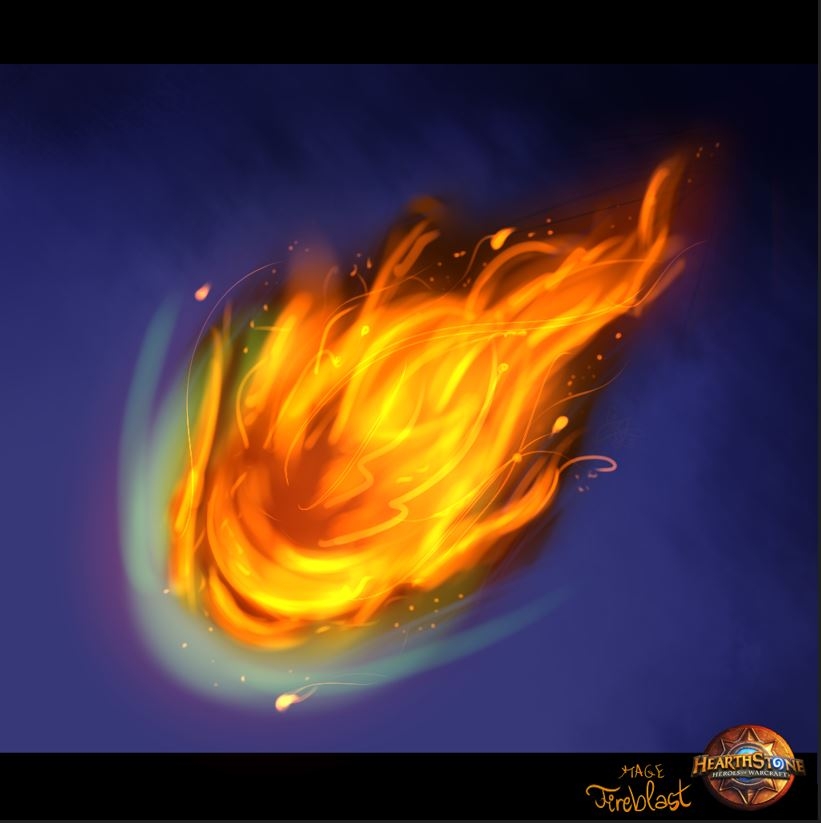 MAGE
Fireblast
HEARTHSTONE
HEROES OF WARCRAFT